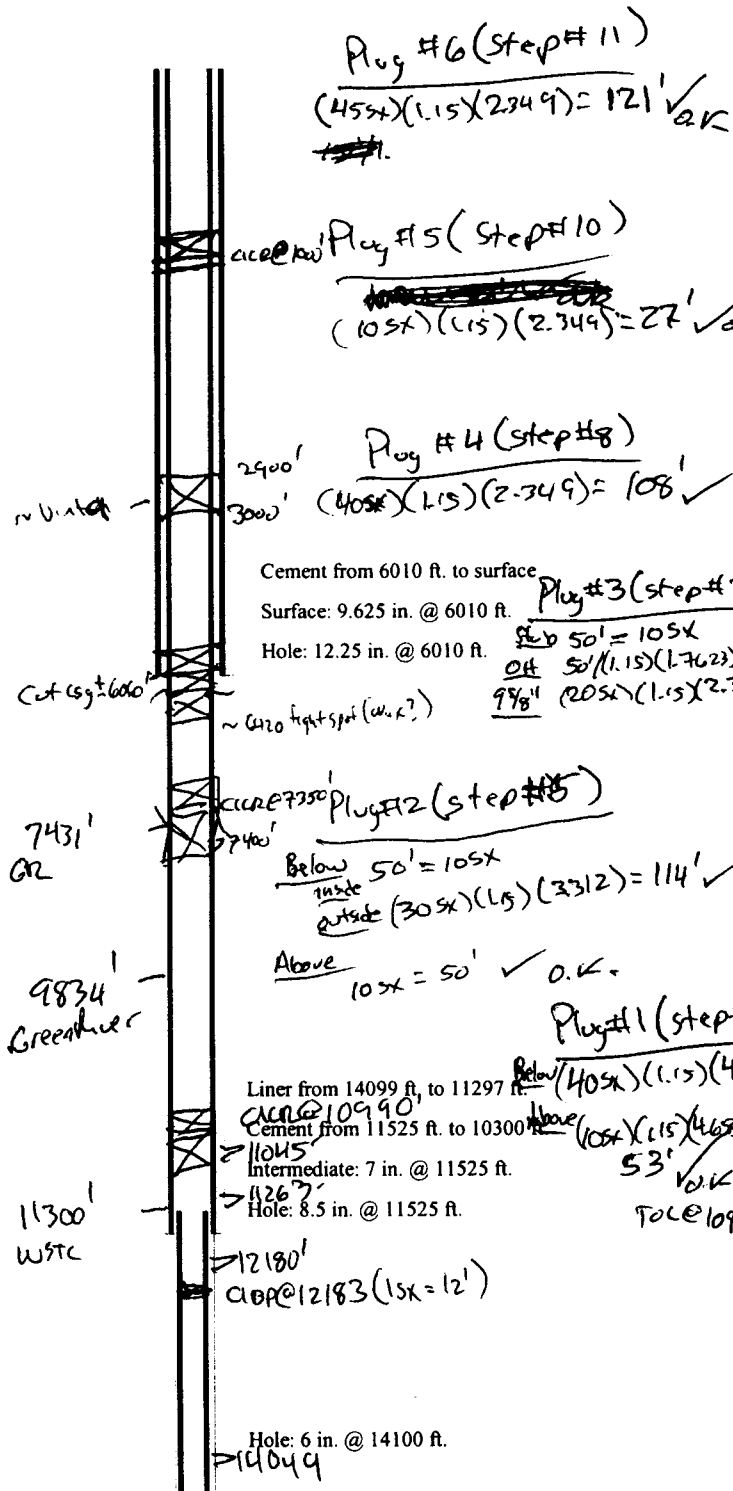 Plug #6 (step #11)
(45sx)(1.15)(2.349)= 121' ✓ O.K.
CICR@1000'
Plug #5 (step #10)
(10sx)(1.15)(2.349)= 27' ✓
2900'
3000'
Plug #4 (step #8)
(40sx)(1.15)(2.349)= 108' ✓
Cement from 6010 ft. to surface
Surface: 9.625 in. @ 6010 ft.
Hole: 12.25 in. @ 6010 ft.
Plug #3 (step #
50' = 10sx
OH 50'/(1.15)(1.7623)
9 5/8" (20sx)(1.15)(2.3
Cut csg ± 6060'
~ 6420 tight spot
CICR@7350'
7400'
Plug #2 (step #5)
Below
inside 50' = 10sx
outside (30sx)(1.15)(3.312) = 114' ✓
Above 10sx = 50' ✓ O.K.
7431'
GR
9834'
Green River
Plug #1 (step
Liner from 14099 ft. to 11297 ft.
Below (40sx)(1.15)(4
CICR@10990'
Cement from 11525 ft. to 10300 ft.
Above (10sx)(1.15)(4.65
53' ✓ O.K.
TOC@109
11045'
Intermediate: 7 in. @ 11525 ft.
11263'
Hole: 8.5 in. @ 11525 ft.
11300'
WSTC
12180'
CIBP@12183 (1sx = 12')
Hole: 6 in. @ 14100 ft.
14049